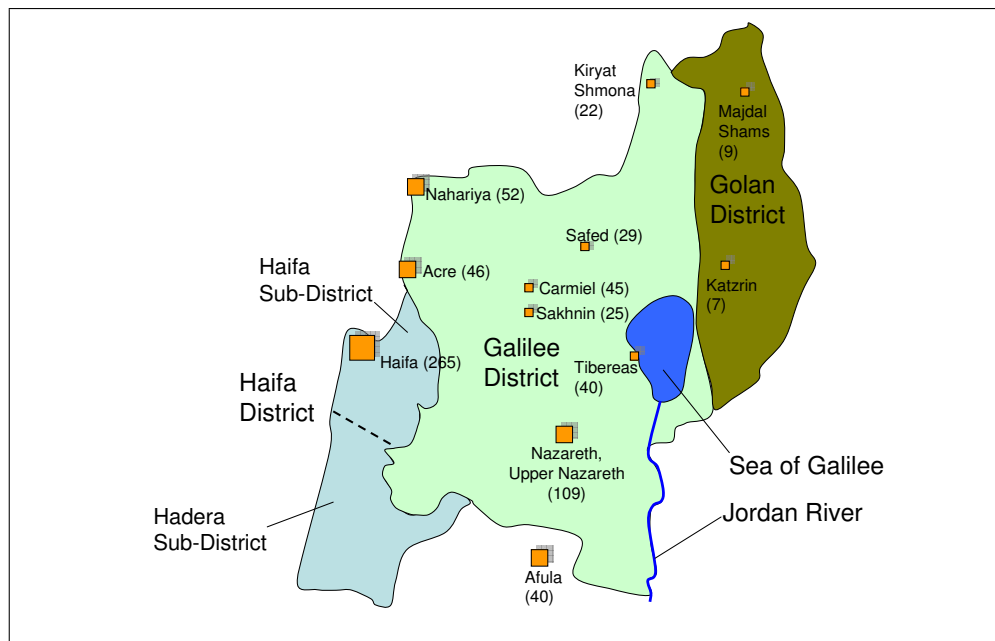 Kiryat
Shmona
(22)
Majdal
Shams
(9)
Golan
District
Nahariya (52)
Safed (29)
Haifa
Sub-District
Acre (46)
Carmiel (45)
Katzrin
(7)
Sakhnin (25)
Haifa (265)
Galilee
District
Tibereas
(40)
Haifa
District
Nazareth,
Upper Nazareth
(109)
Sea of Galilee
Hadera
Sub-District
Jordan River
Afula
(40)